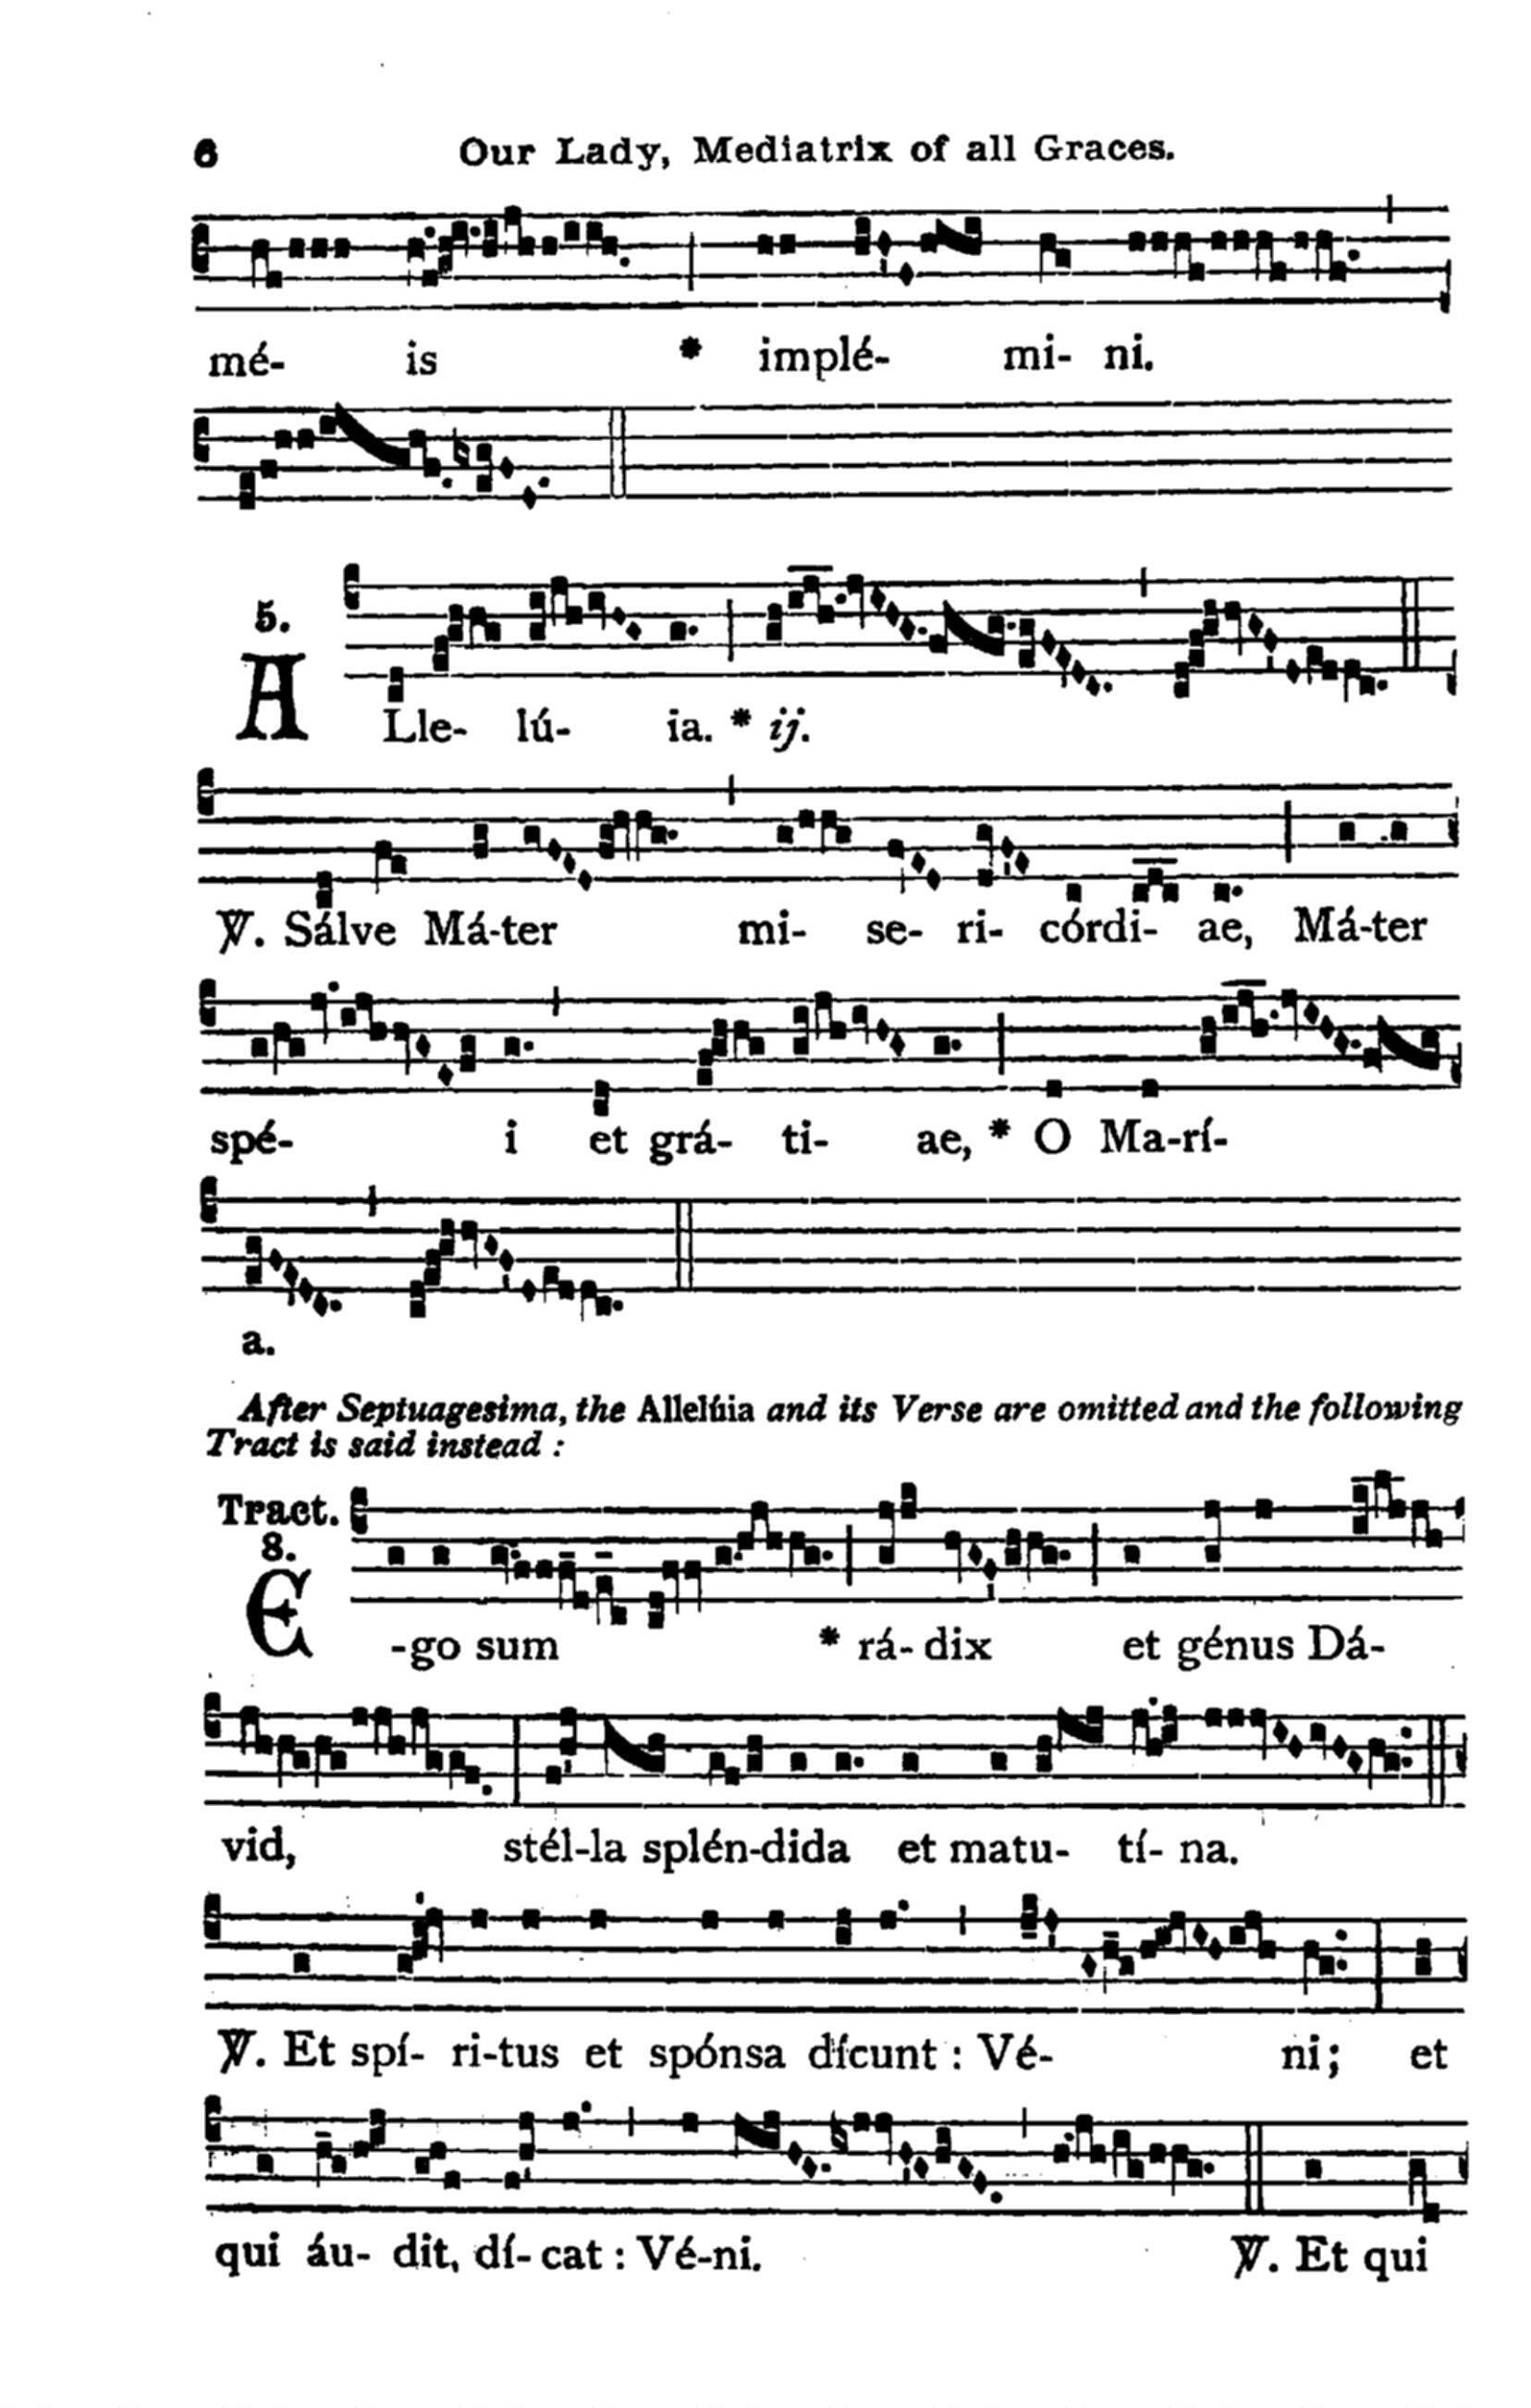 6 Our Lady, Mediatrix of all Graces.
mé- is * implé- mi- ni.
5.
A Lle- lú- ia. * ij.
℣. Sálve Má-ter mi- se- ri- córdi- ae, Má-ter
spé- i et grá- ti- ae, * O Ma-rí-
a.
After Septuagesima, the Allelúia and its Verse are omitted and the following
Tract is said instead :
Tract.
8.
E -go sum * rá- dix et génus Dá-
vid, stél-la splén-dida et matu- tí- na.
℣. Et spí- ri-tus et spónsa dícunt : Vé- ni; et
qui áu- dit, dí- cat : Vé-ni. ℣. Et qui